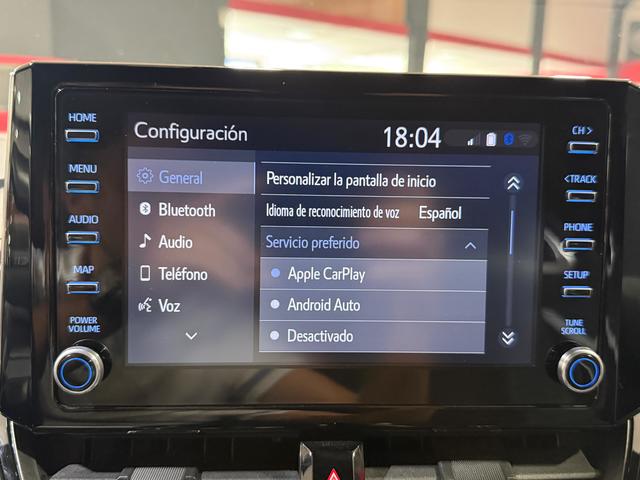 HOME
MENU
AUDIO
MAP
POWER
VOLUME
Configuración 18:04
General
Bluetooth
Audio
Teléfono
Voz
Personalizar la pantalla de inicio
Idioma de reconocimiento de voz Español
Servicio preferido
Apple CarPlay
Android Auto
Desactivado
CH>
<TRACK
PHONE
SETUP
TUNE
SCROLL